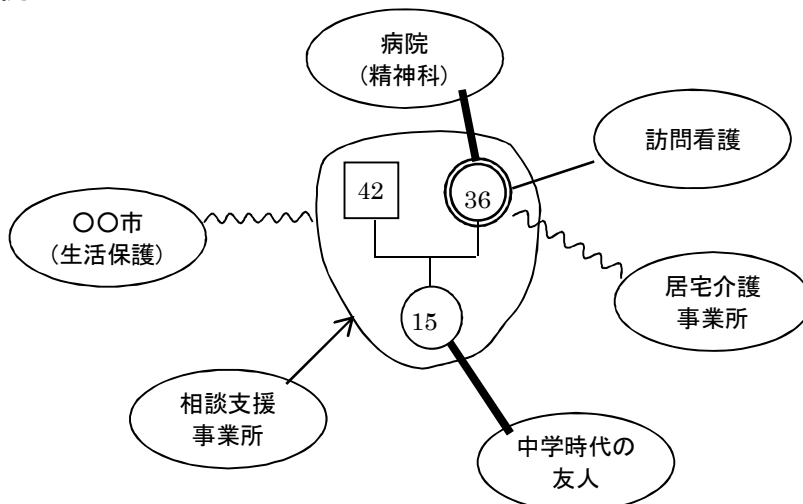 病院
(精神科)
訪問看護
42
36
〇〇市
(生活保護)
居宅介護
事業所
15
相談支援
事業所
中学時代の
友人